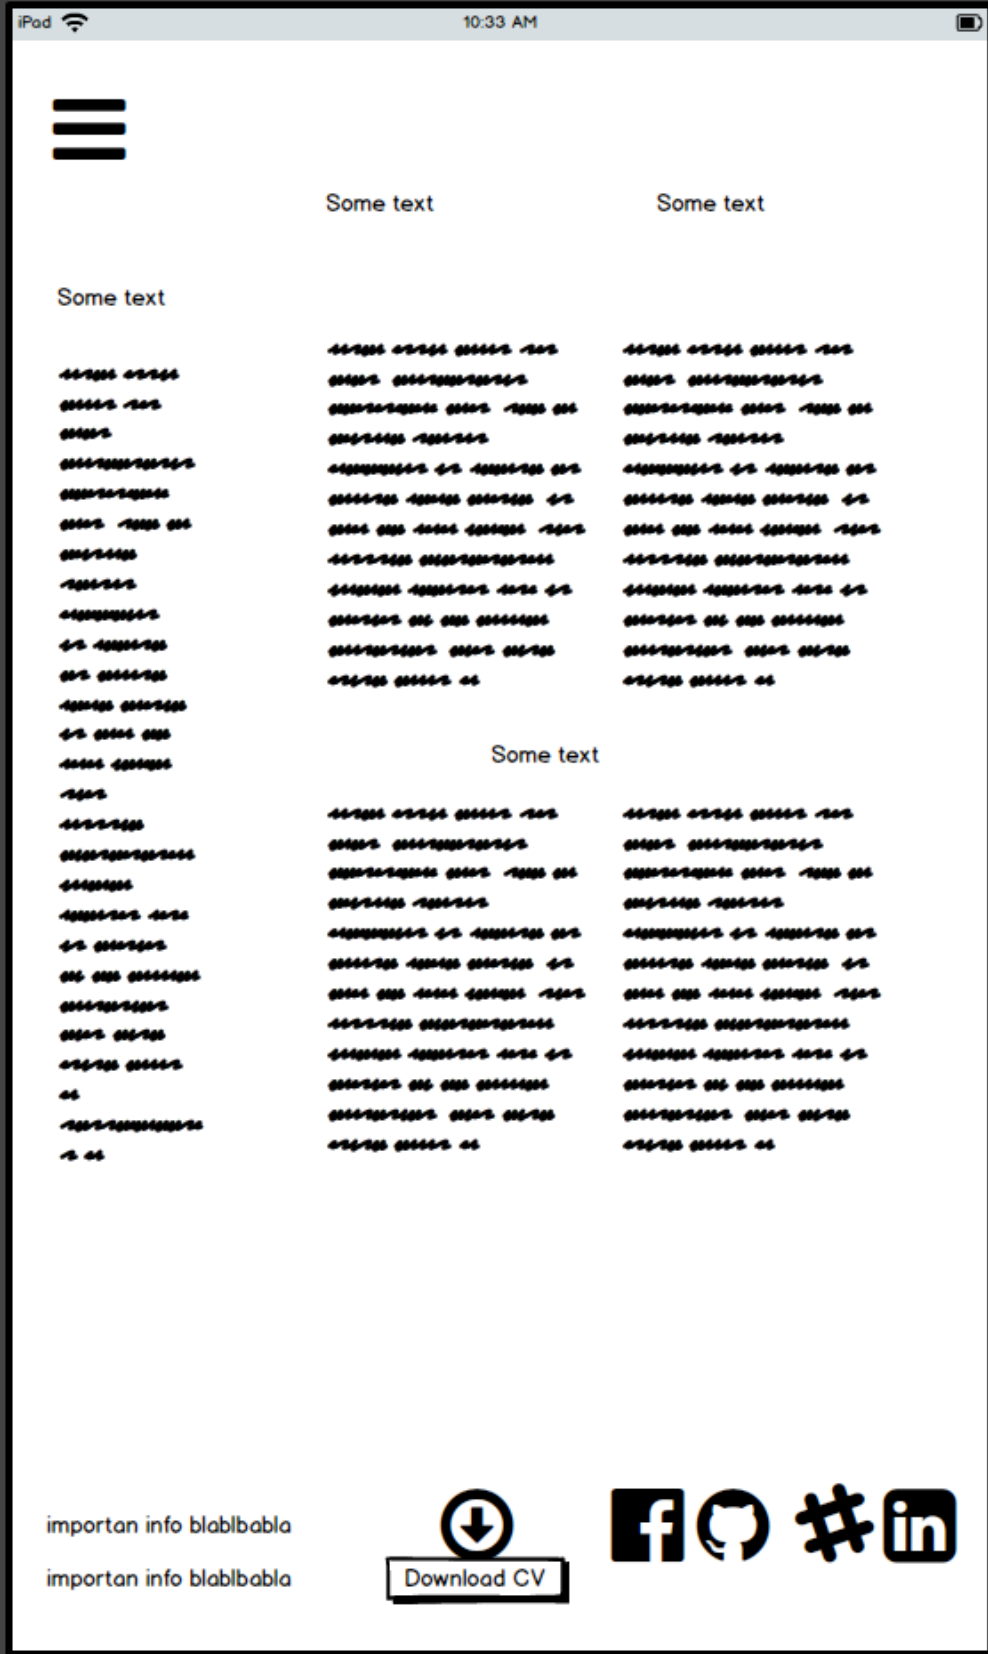 iPad
10:33 AM
Some text
Some text
Some text
Some text
importan info blablbabla
importan info blablbabla
Download CV
f
in